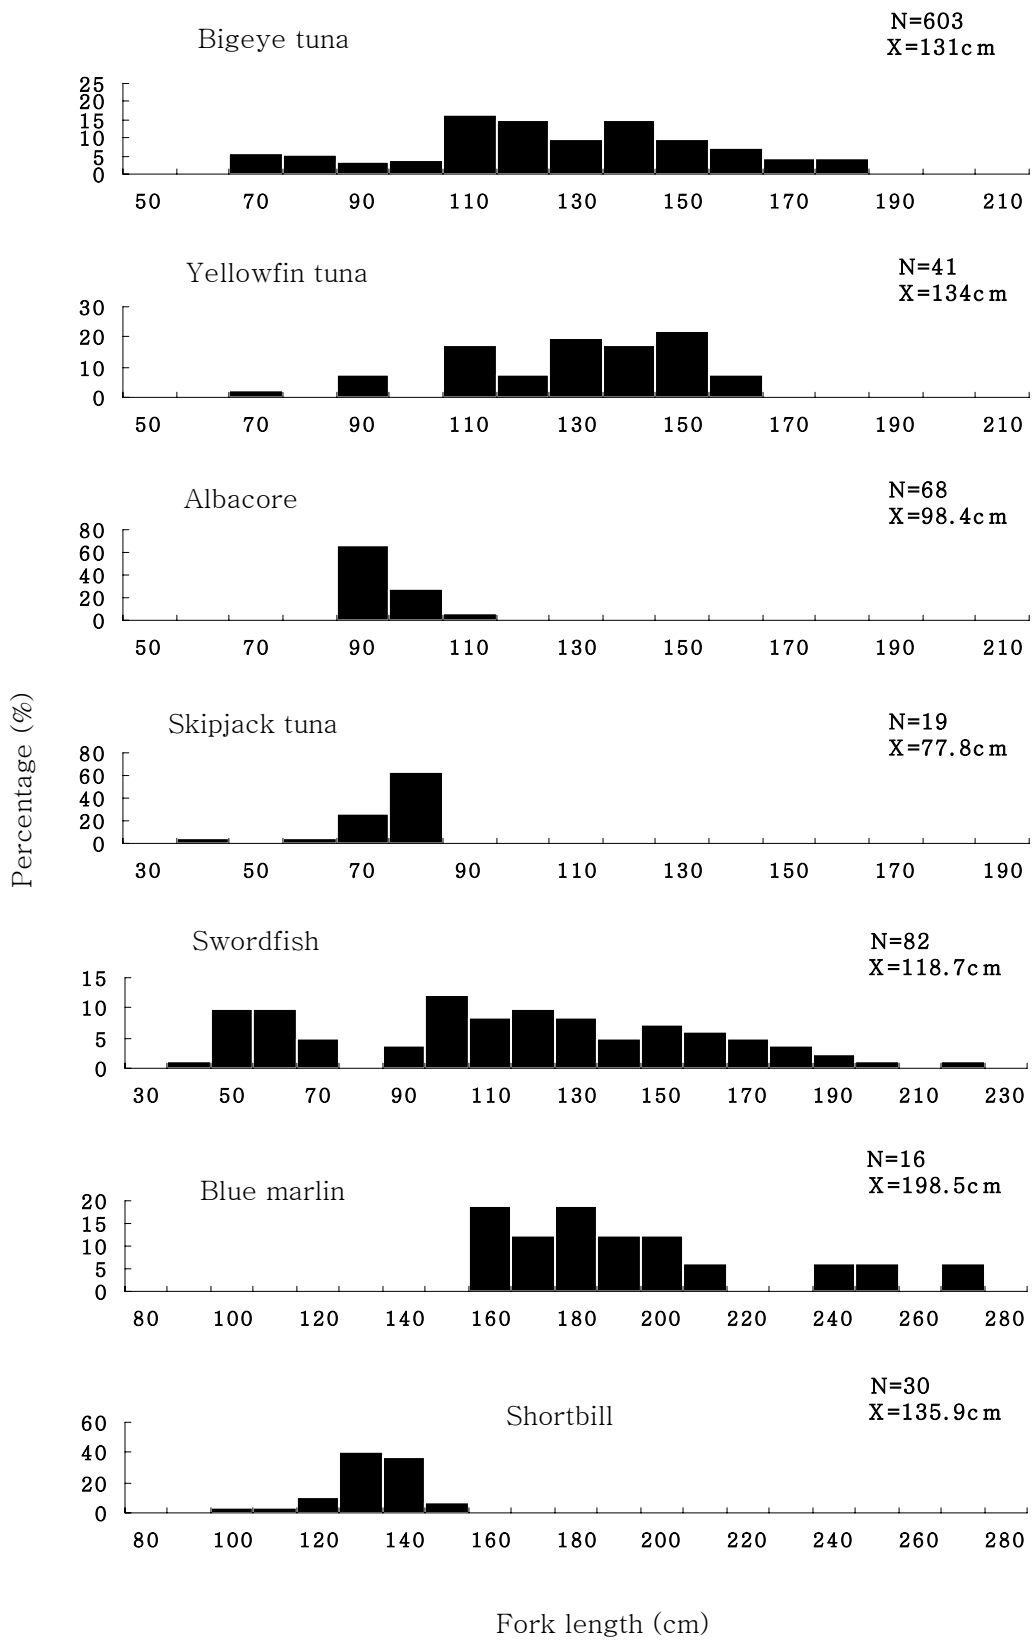 Bigeye tuna
N=603
X=131cm
25
20
15
10
5
0
50 70 90 110 130 150 170 190 210
Yellowfin tuna
N=41
X=134cm
30
20
10
0
50 70 90 110 130 150 170 190 210
Albacore
N=68
X=98.4cm
80
60
40
20
0
50 70 90 110 130 150 170 190 210
Percentage (%)
Skipjack tuna
N=19
X=77.8cm
80
60
40
20
0
30 50 70 90 110 130 150 170 190
Swordfish
N=82
X=118.7cm
15
10
5
0
30 50 70 90 110 130 150 170 190 210 230
Blue marlin
N=16
X=198.5cm
20
15
10
5
0
80 100 120 140 160 180 200 220 240 260 280
Shortbill
N=30
X=135.9cm
60
40
20
0
80 100 120 140 160 180 200 220 240 260 280
Fork length (cm)